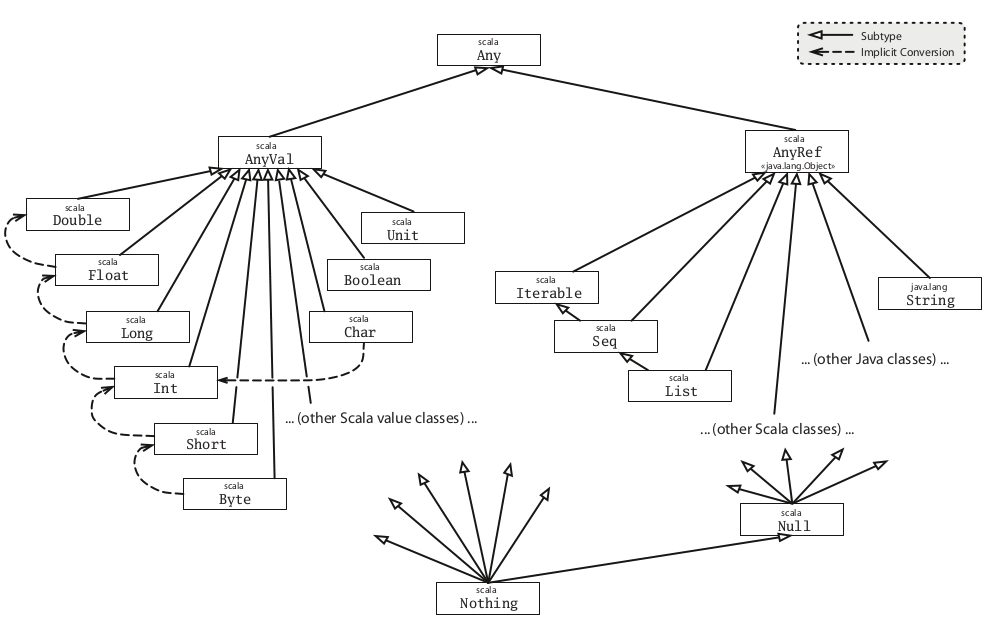 scala
Any
Subtype
Implicit Conversion
scala
AnyVal
scala
AnyRef
«java.lang.Object»
scala
Double
scala
Unit
scala
Float
scala
Boolean
scala
Iterable
java.lang
String
scala
Long
scala
Char
scala
Seq
... (other Java classes) ...
scala
Int
scala
List
... (other Scala value classes) ...
... (other Scala classes) ...
scala
Short
scala
Byte
scala
Null
scala
Nothing